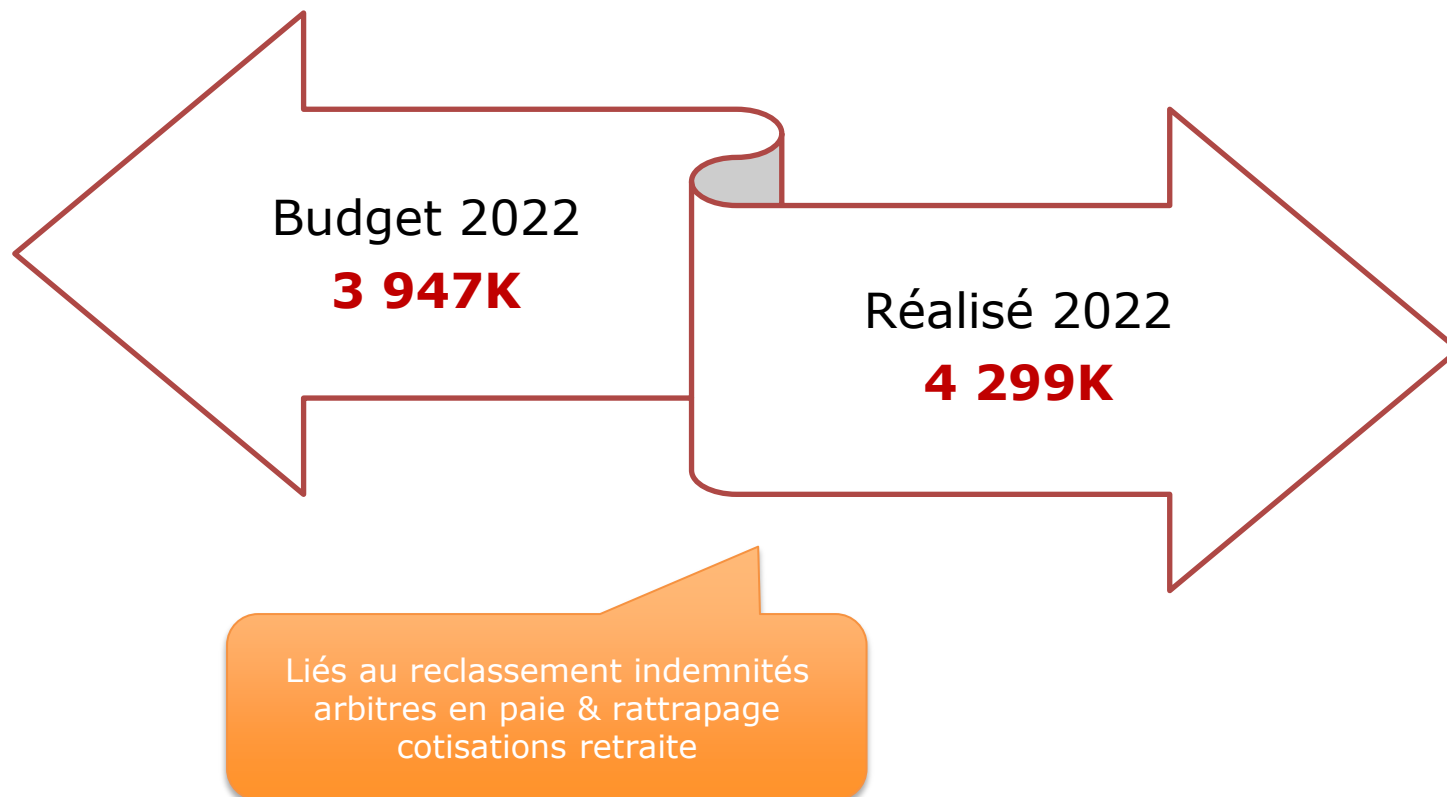 Budget 2022
3 947K
Réalisé 2022
4 299K
Liés au reclassement indemnités
arbitres en paie & rattrapage
cotisations retraite